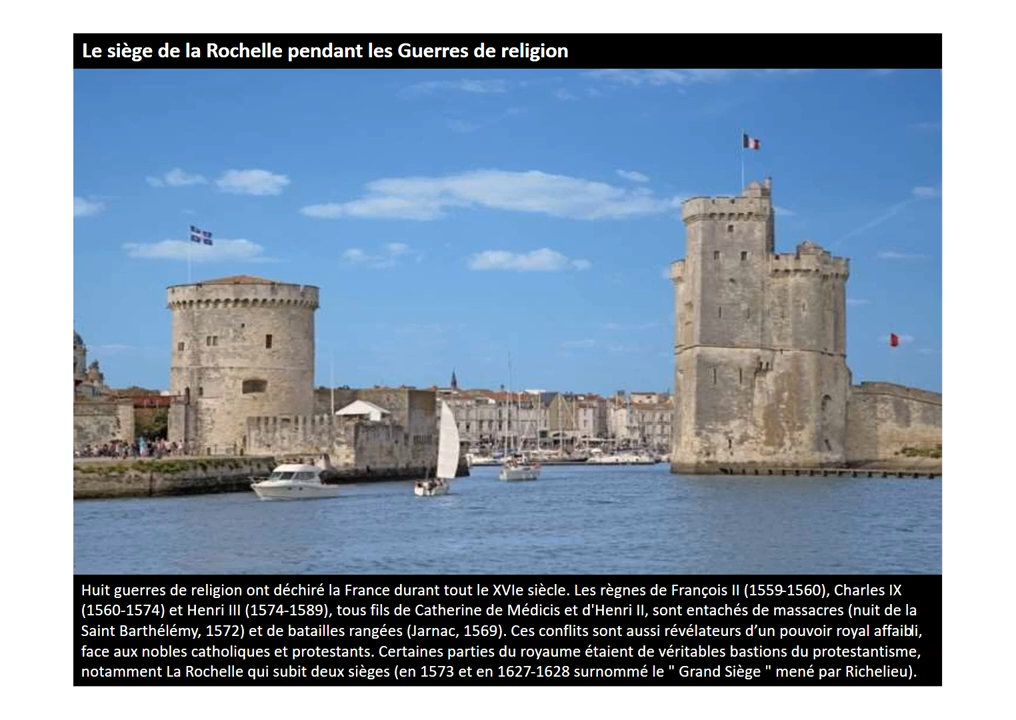 Le siège de la Rochelle pendant les Guerres de religion
Huit guerres de religion ont déchiré la France durant tout le XVIe siècle. Les règnes de François II (1559-1560), Charles IX
(1560-1574) et Henri III (1574-1589), tous fils de Catherine de Médicis et d'Henri II, sont entachés de massacres (nuit de la
Saint Barthélémy, 1572) et de batailles rangées (Jarnac, 1569). Ces conflits sont aussi révélateurs d’un pouvoir royal affaibli,
face aux nobles catholiques et protestants. Certaines parties du royaume étaient de véritables bastions du protestantisme,
notamment La Rochelle qui subit deux sièges (en 1573 et en 1627-1628 surnommé le " Grand Siège " mené par Richelieu).